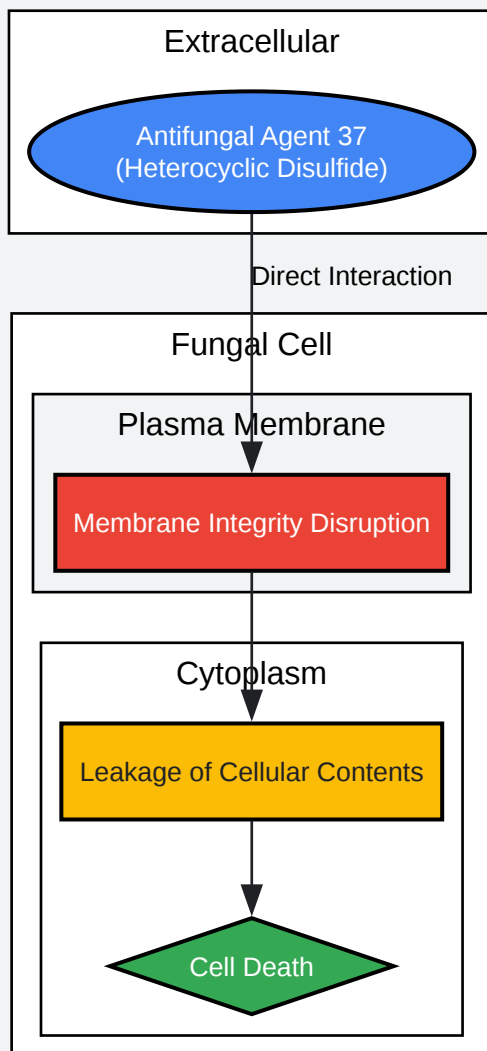 Extracellular
Antifungal Agent 37
(Heterocyclic Disulfide)
Direct Interaction
Fungal Cell
Plasma Membrane
Membrane Integrity Disruption
Cytoplasm
Leakage of Cellular Contents
Cell Death